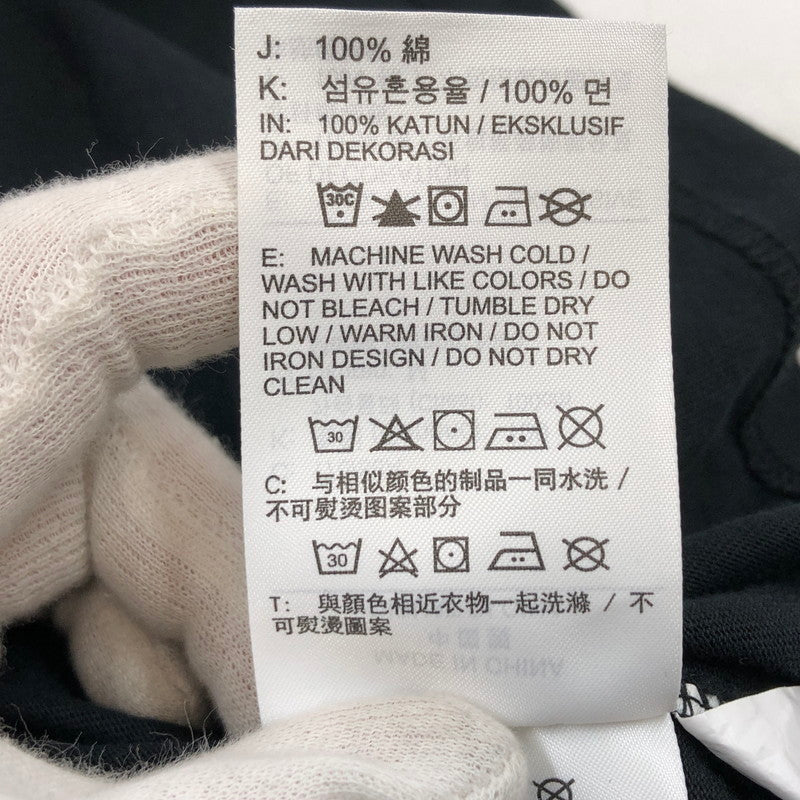 J: 100% 綿
K: 섬유혼용율 / 100% 면
IN: 100% KATUN / EKSKLUSIF
DARI DEKORASI
30C
E: MACHINE WASH COLD /
WASH WITH LIKE COLORS / DO
NOT BLEACH / TUMBLE DRY
LOW / WARM IRON / DO NOT
IRON DESIGN / DO NOT DRY
CLEAN
30
C: 与相似颜色的制品一同水洗 /
不可熨烫图案部分
30
T: 與顏色相近衣物一起洗滌 / 不
可熨燙圖案
MADE IN CHINA